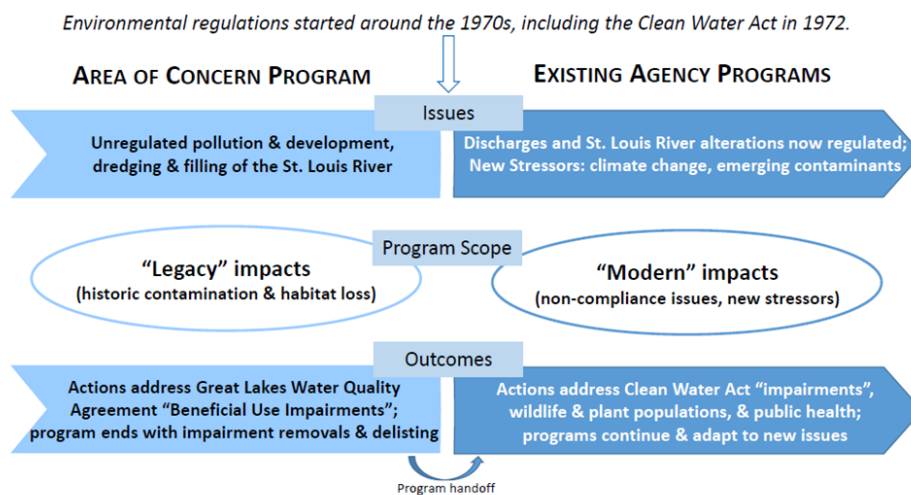 Environmental regulations started around the 1970s, including the Clean Water Act in 1972.
AREA OF CONCERN PROGRAM
EXISTING AGENCY PROGRAMS
Issues
Unregulated pollution & development,
dredging & filling of the St. Louis River
Discharges and St. Louis River alterations now regulated;
New Stressors: climate change, emerging contaminants
Program Scope
“Legacy” impacts
(historic contamination & habitat loss)
“Modern” impacts
(non-compliance issues, new stressors)
Outcomes
Actions address Great Lakes Water Quality
Agreement “Beneficial Use Impairments”;
program ends with impairment removals & delisting
Actions address Clean Water Act “impairments”,
wildlife & plant populations, & public health;
programs continue & adapt to new issues
Program handoff